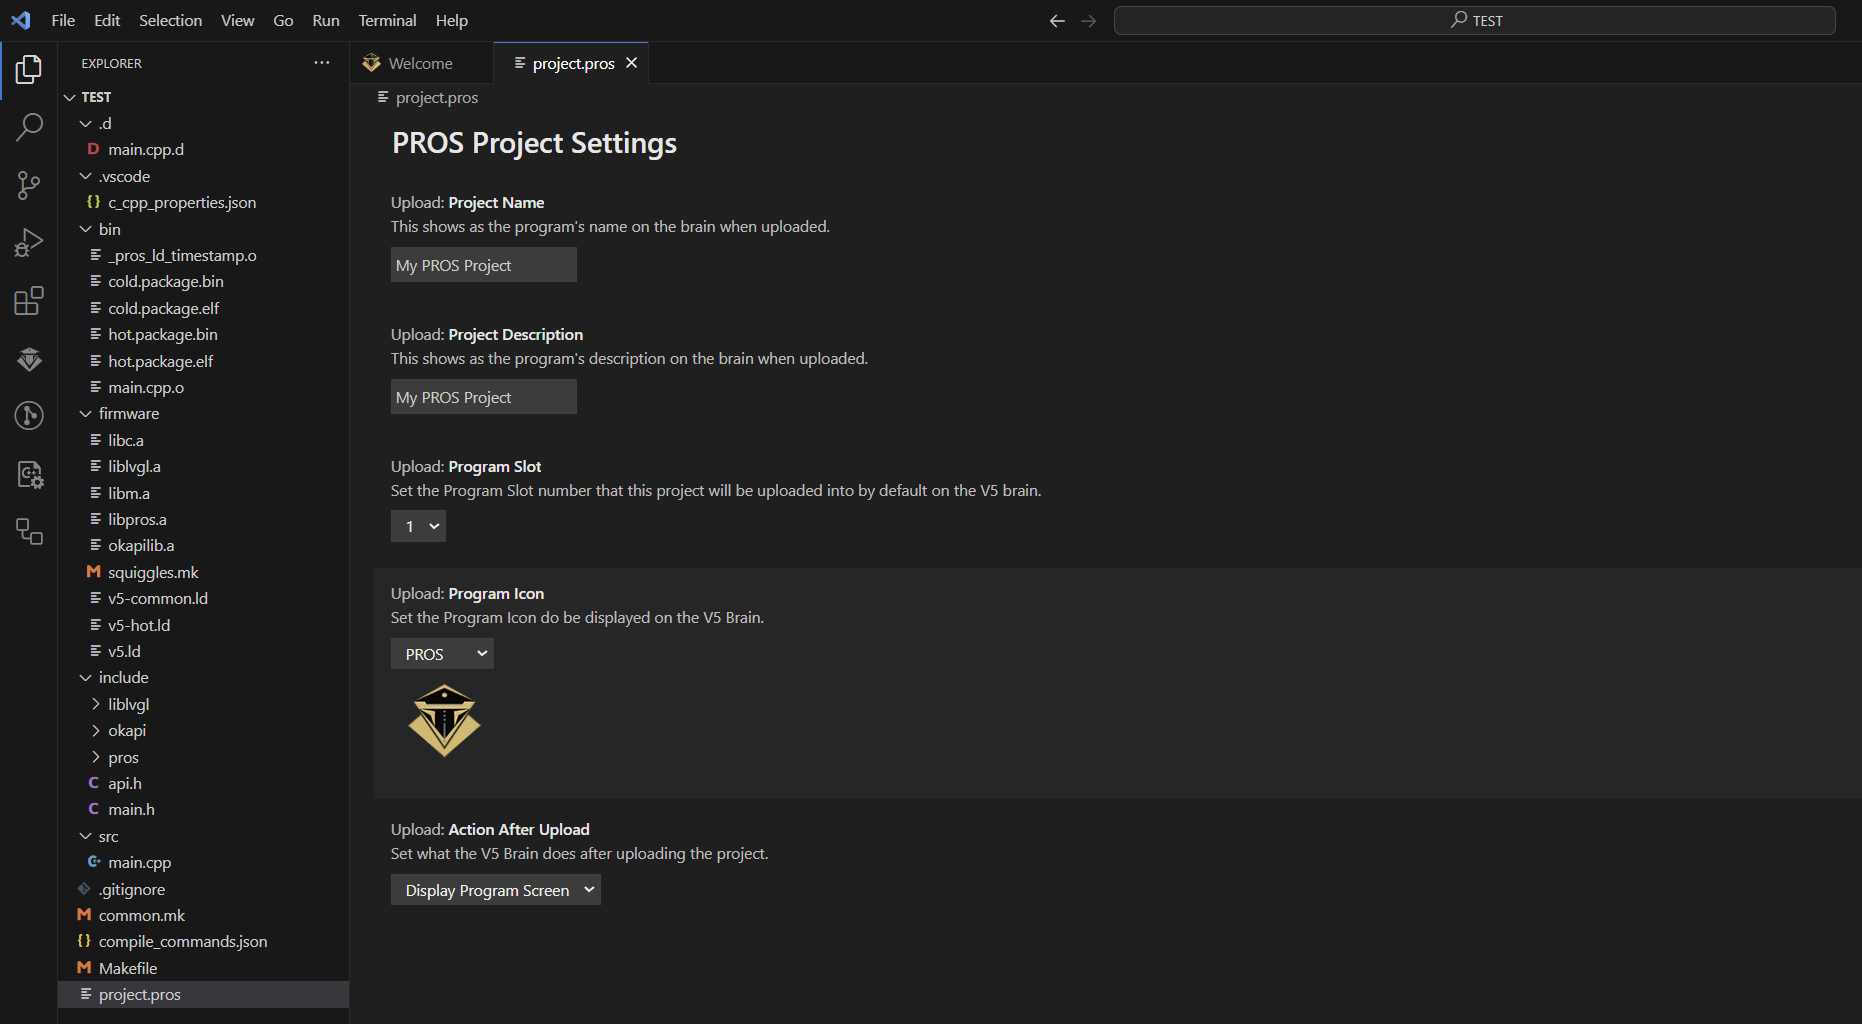 File Edit Selection View Go Run Terminal Help
TEST
EXPLORER
TEST
.d
D main.cpp.d
.vscode
{} c_cpp_properties.json
bin
_pros_ld_timestamp.o
cold.package.bin
cold.package.elf
hot.package.bin
hot.package.elf
main.cpp.o
firmware
libc.a
liblvgl.a
libm.a
libpros.a
okapilib.a
M squiggles.mk
v5-common.ld
v5-hot.ld
v5.ld
include
liblvgl
okapi
pros
C api.h
C main.h
src
C+ main.cpp
.gitignore
M common.mk
{} compile_commands.json
M Makefile
project.pros
Welcome
project.pros
project.pros
PROS Project Settings
Upload: Project Name
This shows as the program's name on the brain when uploaded.
My PROS Project
Upload: Project Description
This shows as the program's description on the brain when uploaded.
My PROS Project
Upload: Program Slot
Set the Program Slot number that this project will be uploaded into by default on the V5 brain.
1
Upload: Program Icon
Set the Program Icon do be displayed on the V5 Brain.
PROS
Upload: Action After Upload
Set what the V5 Brain does after uploading the project.
Display Program Screen